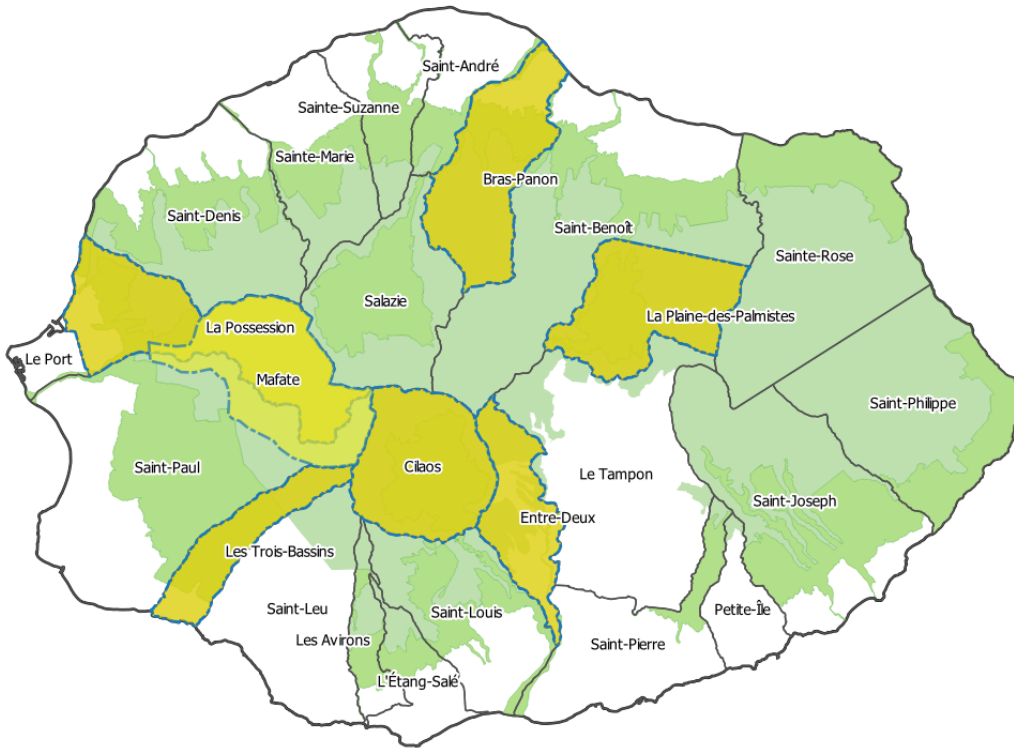 Saint-André
Sainte-Suzanne
Sainte-Marie
Bras-Panon
Saint-Denis
Saint-Benoît
Sainte-Rose
Salazie
La Possession
La Plaine-des-Palmistes
Le Port
Mafate
Saint-Philippe
Saint-Paul
Cilaos
Le Tampon
Saint-Joseph
Entre-Deux
Les Trois-Bassins
Saint-Leu
Saint-Louis
Petite-Île
Les Avirons
Saint-Pierre
L'Étang-Salé